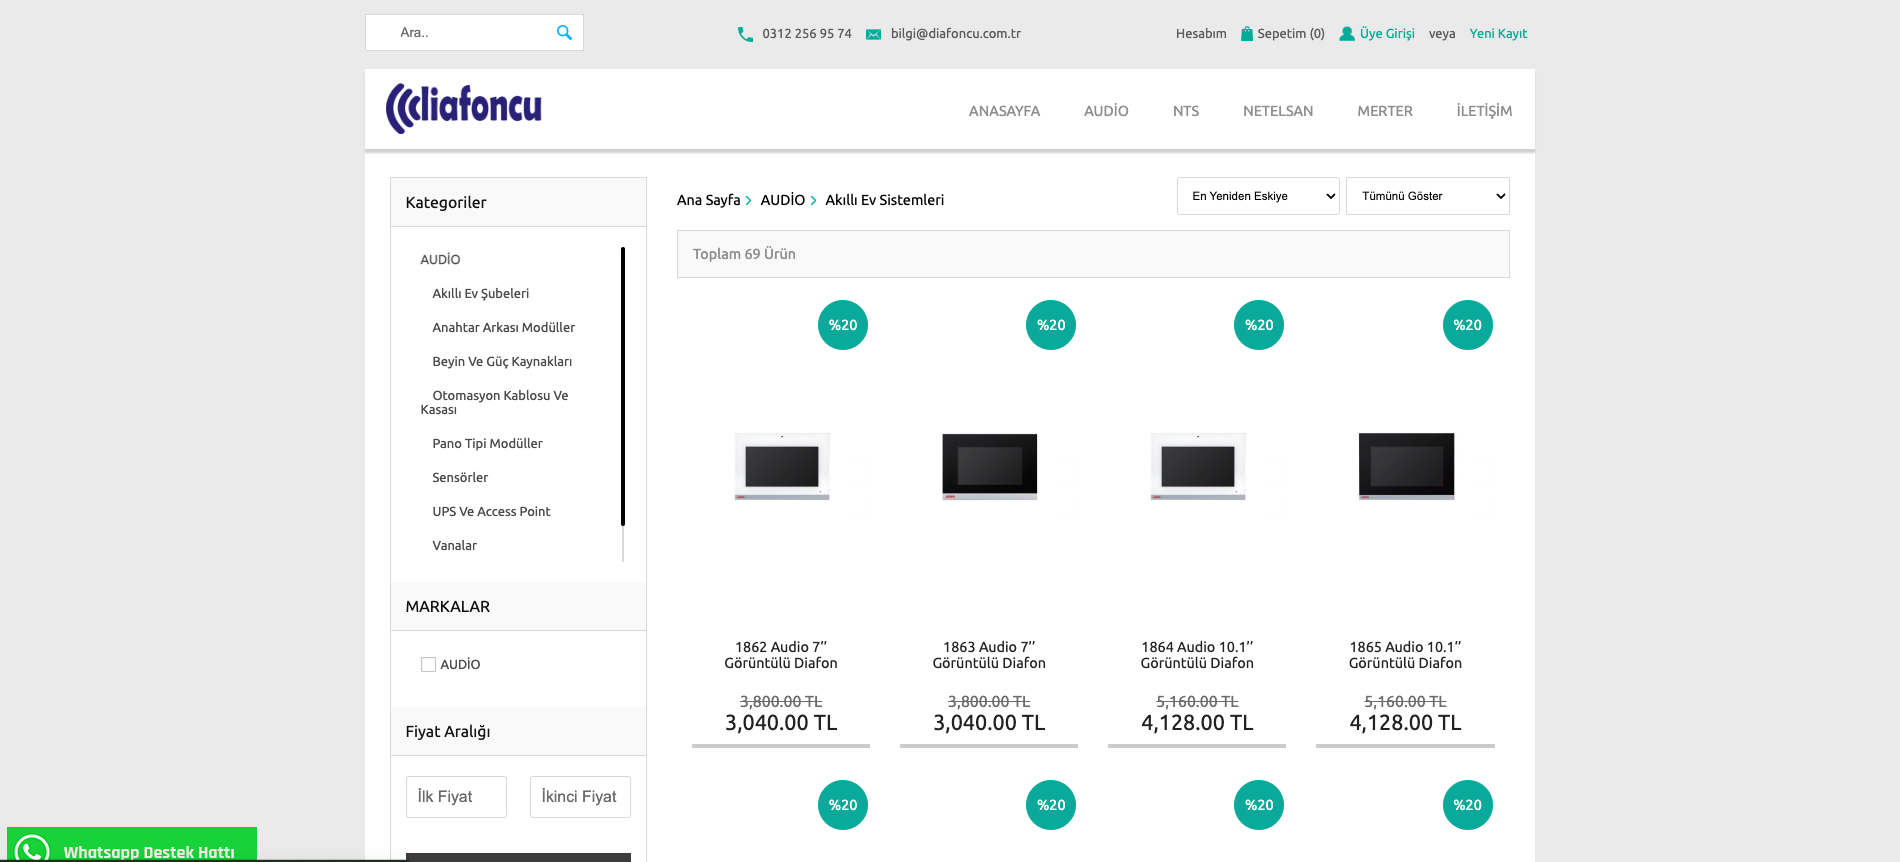 Ara..
0312 256 95 74
bilgi@diafoncu.com.tr
Hesabım
Sepetim (0)
Üye Girişi
veya
Yeni Kayıt
diafoncu
ANASAYFA
AUDİO
NTS
NETELSAN
MERTER
İLETİŞİM
Kategoriler
AUDİO
Akıllı Ev Şubeleri
Anahtar Arkası Modüller
Beyin Ve Güç Kaynakları
Otomasyon Kablosu Ve
Kasası
Pano Tipi Modüller
Sensörler
UPS Ve Access Point
Vanalar
MARKALAR
AUDİO
Fiyat Aralığı
İlk Fiyat
İkinci Fiyat
Whatsapp Destek Hattı
Ana Sayfa
AUDİO
Akıllı Ev Sistemleri
En Yeniden Eskiye
Tümünü Göster
Toplam 69 Ürün
%20
%20
%20
%20
1862 Audio 7’’
Görüntülü Diafon
3,800.00 TL
3,040.00 TL
1863 Audio 7’’
Görüntülü Diafon
3,800.00 TL
3,040.00 TL
1864 Audio 10.1’’
Görüntülü Diafon
5,160.00 TL
4,128.00 TL
1865 Audio 10.1’’
Görüntülü Diafon
5,160.00 TL
4,128.00 TL
%20
%20
%20
%20